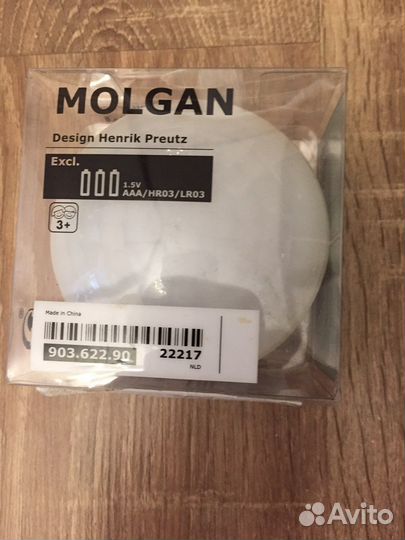 MOLGAN
Design Henrik Preutz
Excl.
1.5V
AAA/HR03/LR03
3+
Made in China
903.622.90 22217
NLD
Avito